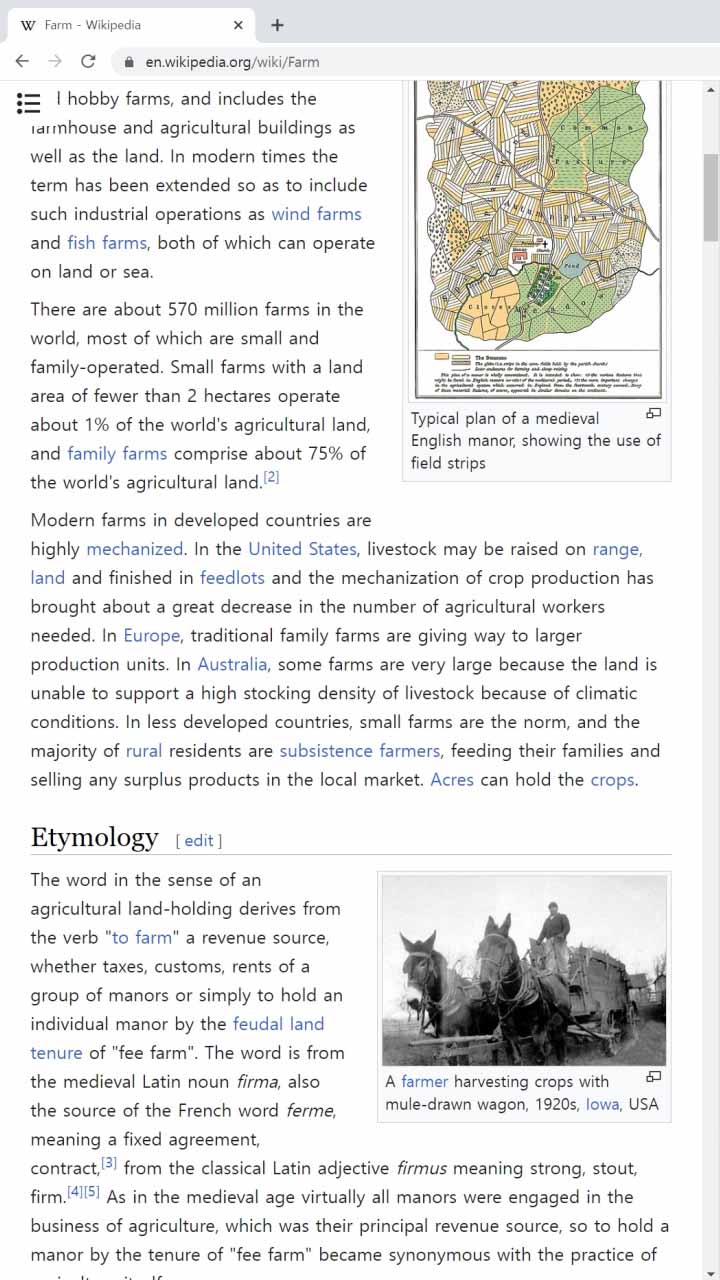 Farm - Wikipedia
en.wikipedia.org/wiki/Farm
l hobby farms, and includes the
farmhouse and agricultural buildings as
well as the land. In modern times the
term has been extended so as to include
such industrial operations as wind farms
and fish farms, both of which can operate
on land or sea.
There are about 570 million farms in the
world, most of which are small and
family-operated. Small farms with a land
area of fewer than 2 hectares operate
about 1% of the world's agricultural land,
and family farms comprise about 75% of
the world's agricultural land.[2]
Common
Pasture
Autumn Planting
Pond
Close
Meadow
The Demesne
Typical plan of a medieval
English manor, showing the use of
field strips
Modern farms in developed countries are
highly mechanized. In the United States, livestock may be raised on range,
land and finished in feedlots and the mechanization of crop production has
brought about a great decrease in the number of agricultural workers
needed. In Europe, traditional family farms are giving way to larger
production units. In Australia, some farms are very large because the land is
unable to support a high stocking density of livestock because of climatic
conditions. In less developed countries, small farms are the norm, and the
majority of rural residents are subsistence farmers, feeding their families and
selling any surplus products in the local market. Acres can hold the crops.
Etymology [ edit ]
The word in the sense of an
agricultural land-holding derives from
the verb "to farm" a revenue source,
whether taxes, customs, rents of a
group of manors or simply to hold an
individual manor by the feudal land
tenure of "fee farm". The word is from
the medieval Latin noun firma, also
the source of the French word ferme,
meaning a fixed agreement,
contract,[3] from the classical Latin adjective firmus meaning strong, stout,
firm.[4][5] As in the medieval age virtually all manors were engaged in the
business of agriculture, which was their principal revenue source, so to hold a
manor by the tenure of "fee farm" became synonymous with the practice of
A farmer harvesting crops with
mule-drawn wagon, 1920s, Iowa, USA